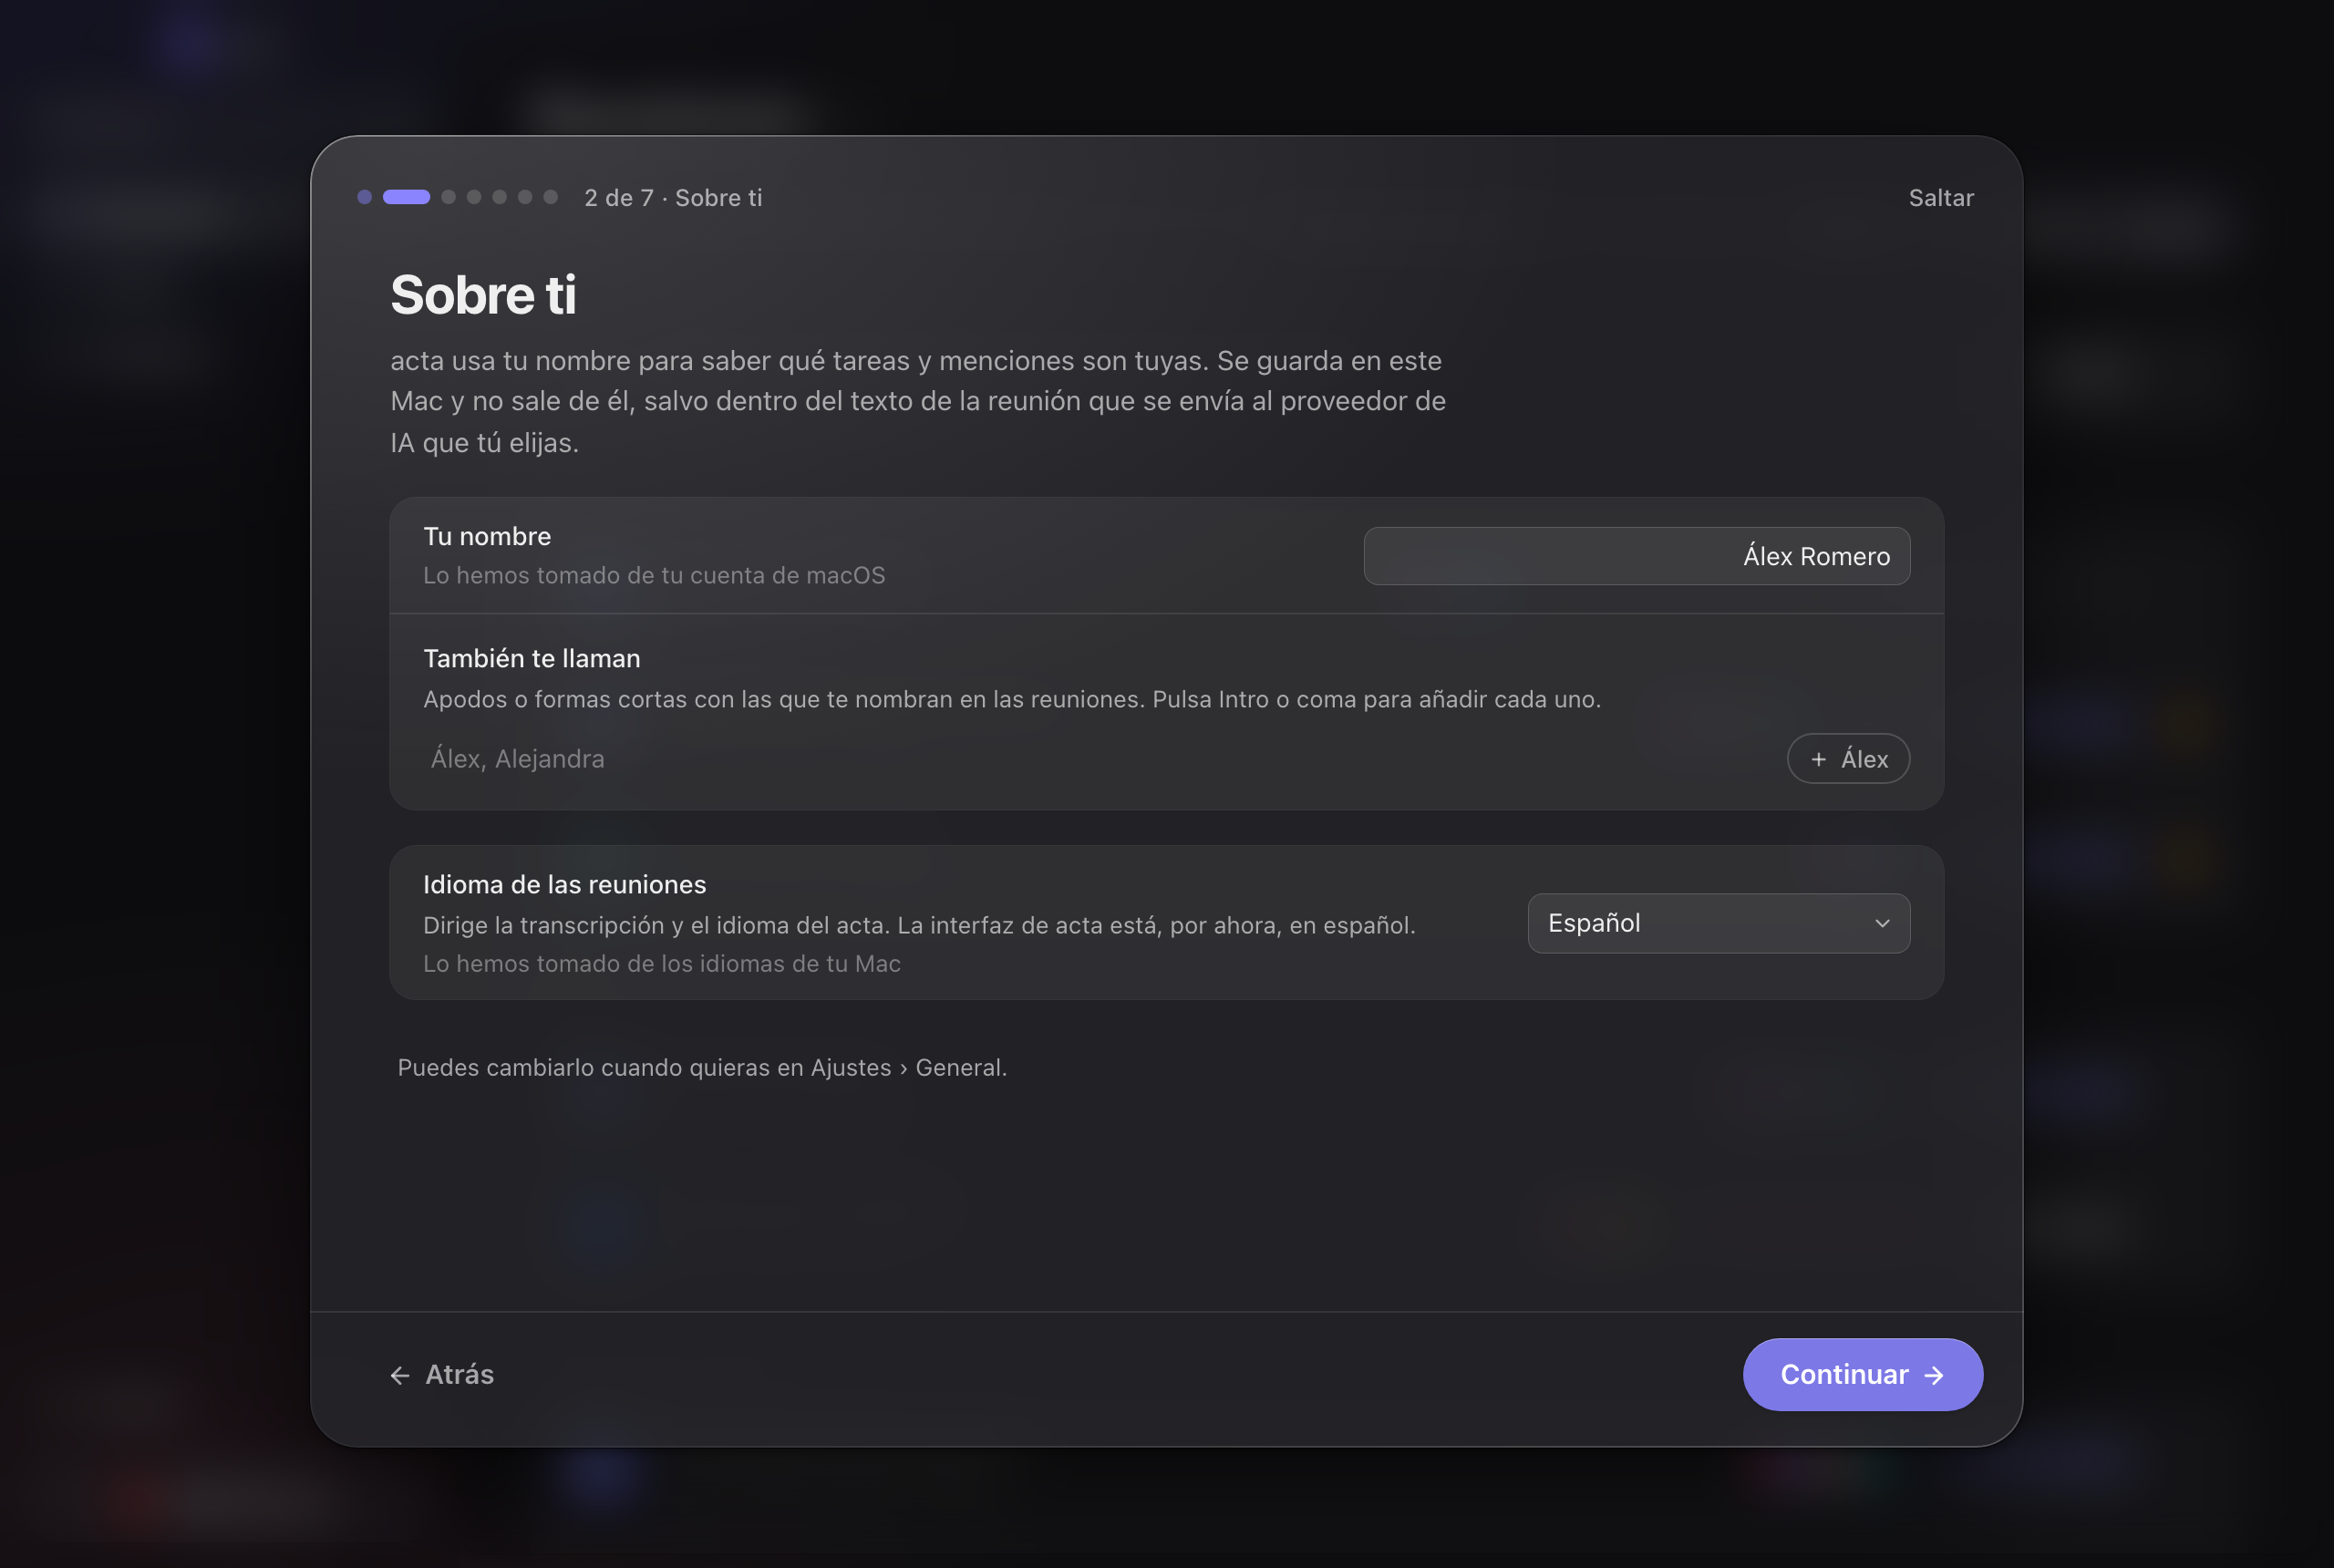 2 de 7 · Sobre ti
Saltar
Sobre ti
acta usa tu nombre para saber qué tareas y menciones son tuyas. Se guarda en este
Mac y no sale de él, salvo dentro del texto de la reunión que se envía al proveedor de
IA que tú elijas.
Tu nombre
Lo hemos tomado de tu cuenta de macOS
Álex Romero
También te llaman
Apodos o formas cortas con las que te nombran en las reuniones. Pulsa Intro o coma para añadir cada uno.
Álex, Alejandra
+ Álex
Idioma de las reuniones
Dirige la transcripción y el idioma del acta. La interfaz de acta está, por ahora, en español.
Lo hemos tomado de los idiomas de tu Mac
Español
Puedes cambiarlo cuando quieras en Ajustes › General.
← Atrás
Continuar →